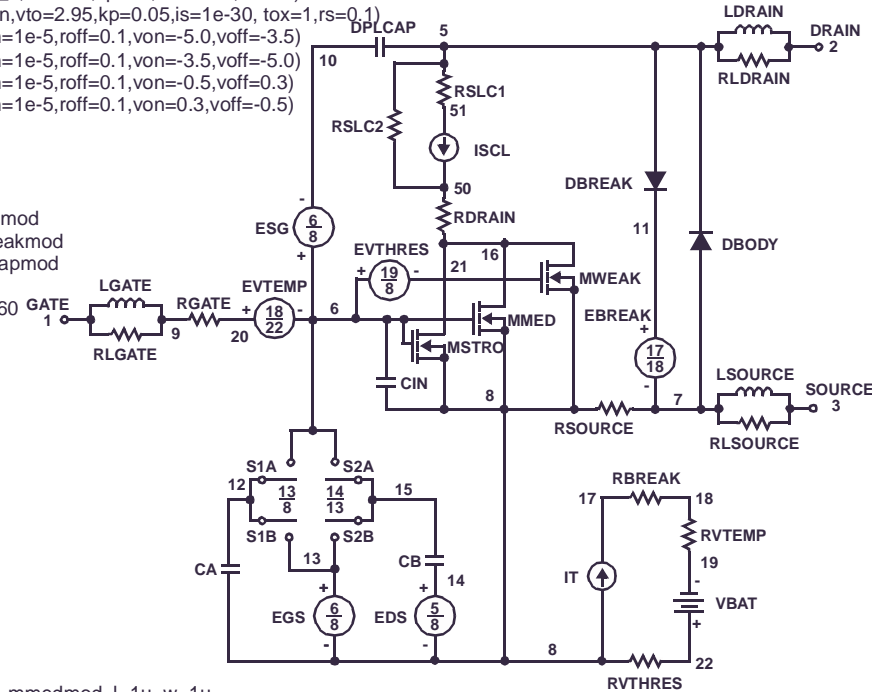 n,vto=2.95,kp=0.05,is=1e-30, tox=1,rs=0.1)
=1e-5,roff=0.1,von=-5.0,voff=-3.5)
=1e-5,roff=0.1,von=-3.5,voff=-5.0)
=1e-5,roff=0.1,von=-0.5,voff=0.3)
=1e-5,roff=0.1,von=0.3,voff=-0.5)
LDRAIN
DPLCAP 5 DRAIN
10 2
RLDRAIN
RSLC1
51
RSLC2
ISCL
50
DBREAK
RDRAIN
mod
eakmod
apmod
- ESG 6 8 +
11
DBODY
EVTHRES 16
+ 19 8 - 21
MWEAK
LGATE
EVTEMP
60 GATE RGATE + 18 22 - 6
1 9 20
MMED
EBREAK +
RLGATE
MSTRO
17 18 -
CIN
LSOURCE
8 7 SOURCE
3
RSOURCE
RLSOURCE
S1A S2A
12 13 8 14 13 15
S1B S2B
13
RBREAK
17 18
RVTEMP
CA CB
19
14
IT
-
VBAT
+
+ EGS 6 8 -
+ EDS 5 8 -
8 22
RVTHRES
mmedmod l=1u w=1u